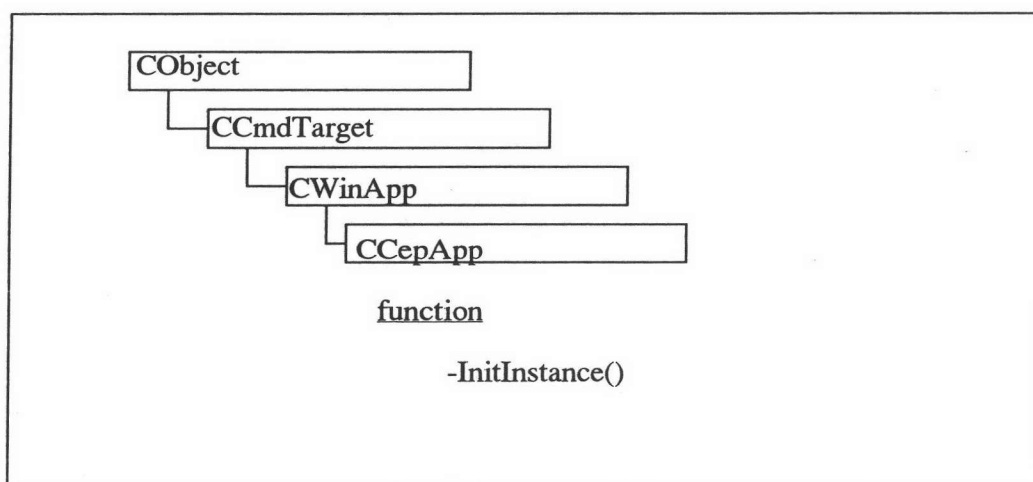 CObject
CCmdTarget
CWinApp
CCepApp
function
-InitInstance()